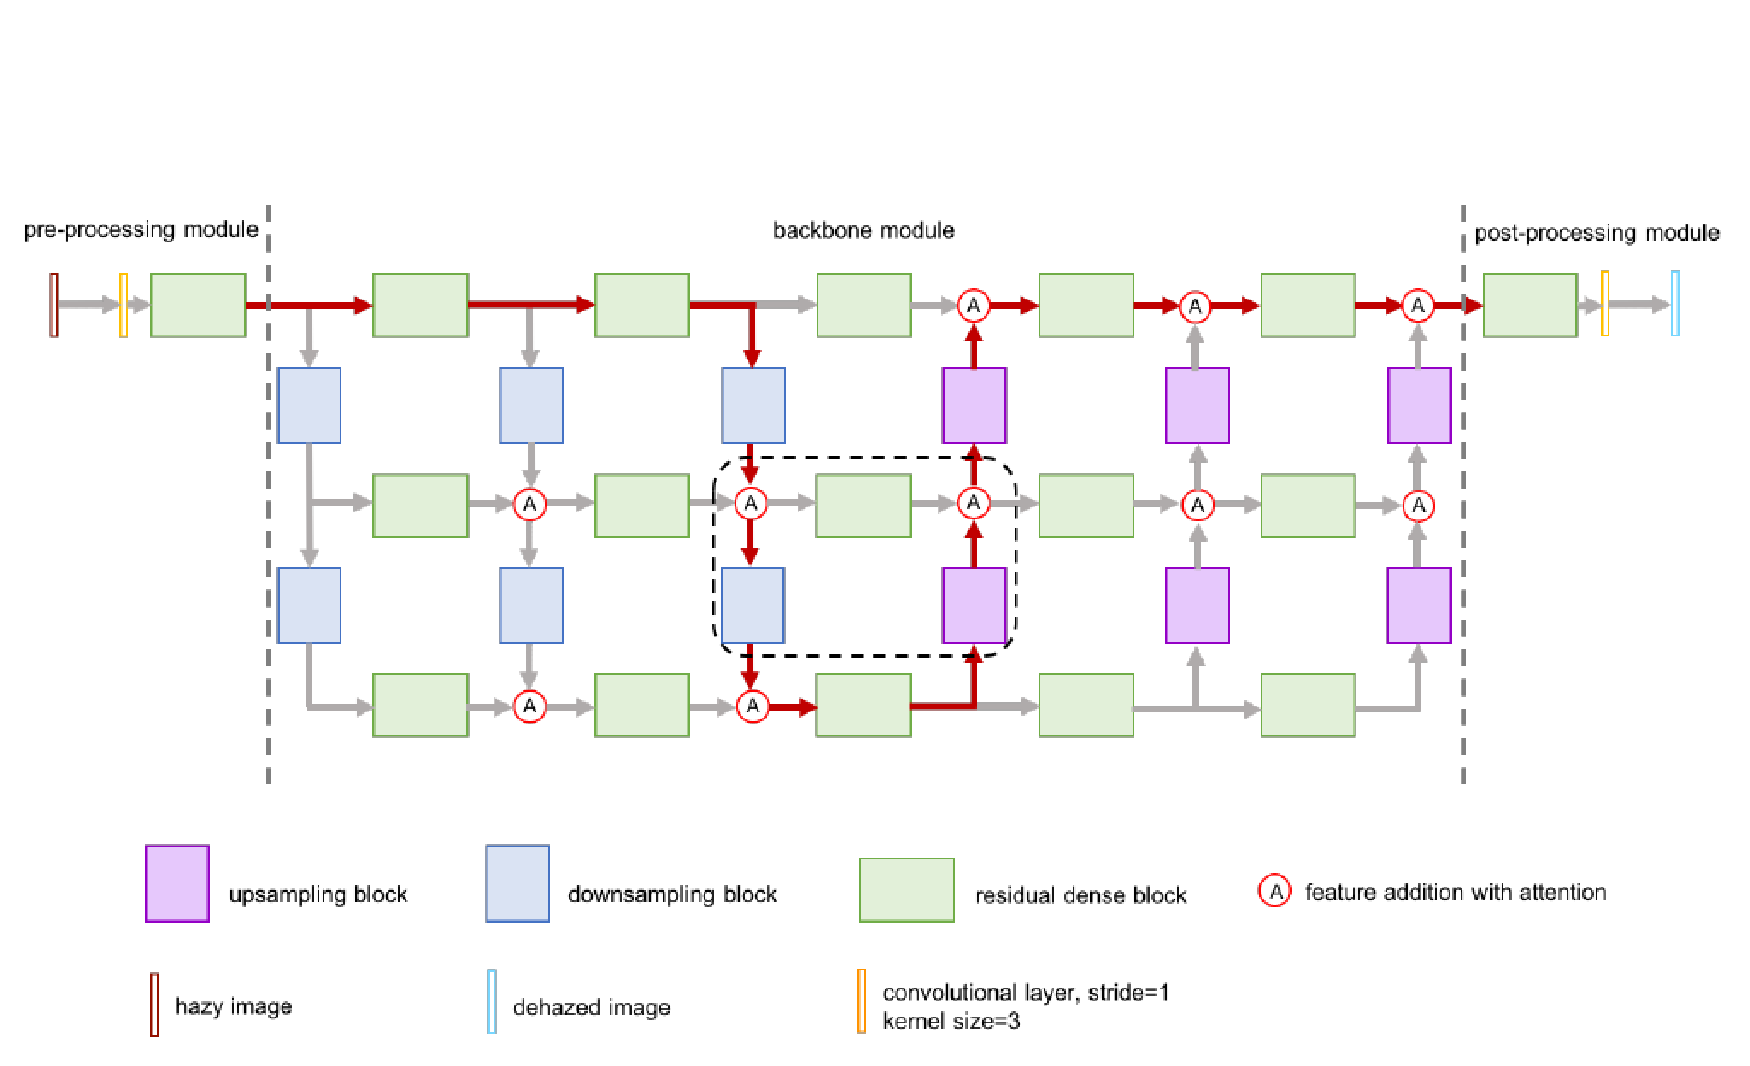 pre-processing module
backbone module
post-processing module
A
A
A
A
A
A
A
A
A
A
upsampling block
downsampling block
residual dense block
A
feature addition with attention
hazy image
dehazed image
convolutional layer, stride=1
kernel size=3